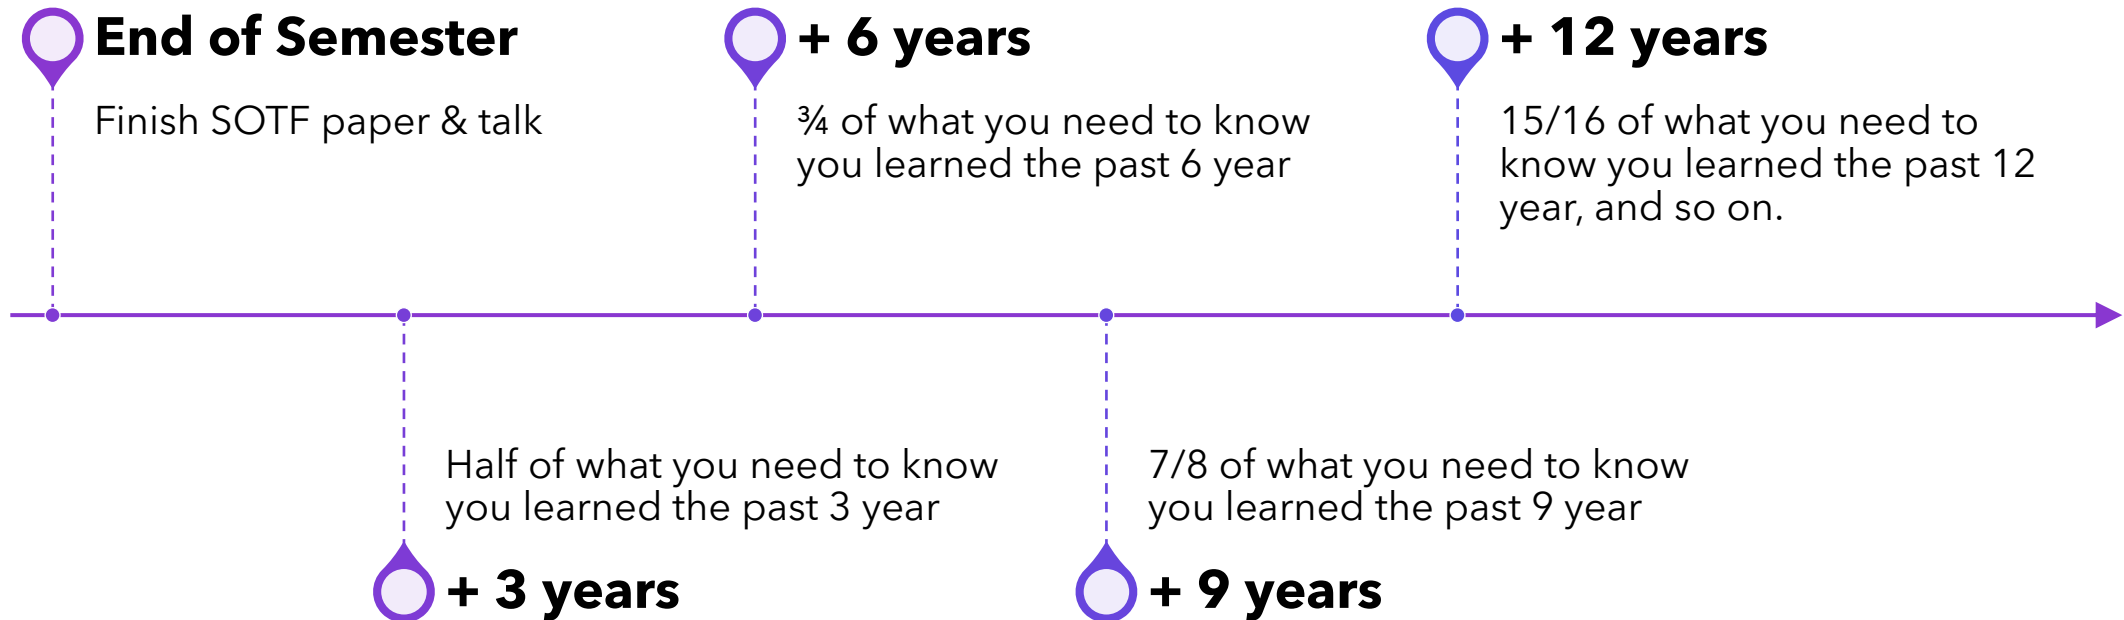 End of Semester
Finish SOTF paper & talk
+ 6 years
¾ of what you need to know
you learned the past 6 year
+ 12 years
15/16 of what you need to
know you learned the past 12
year, and so on.
Half of what you need to know
you learned the past 3 year
+ 3 years
7/8 of what you need to know
you learned the past 9 year
+ 9 years